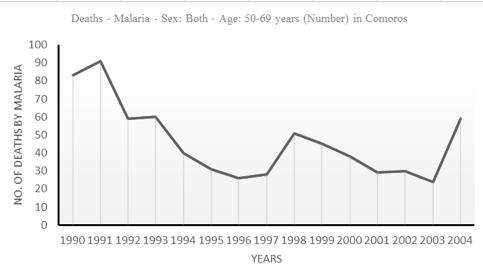 Deaths - Malaria - Sex: Both - Age: 50-69 years (Number) in Comoros
100
90
80
70
60
50
40
30
20
10
0
NO. OF DEATHS BY MALARIA
1990 1991 1992 1993 1994 1995 1996 1997 1998 1999 2000 2001 2002 2003 2004
YEARS